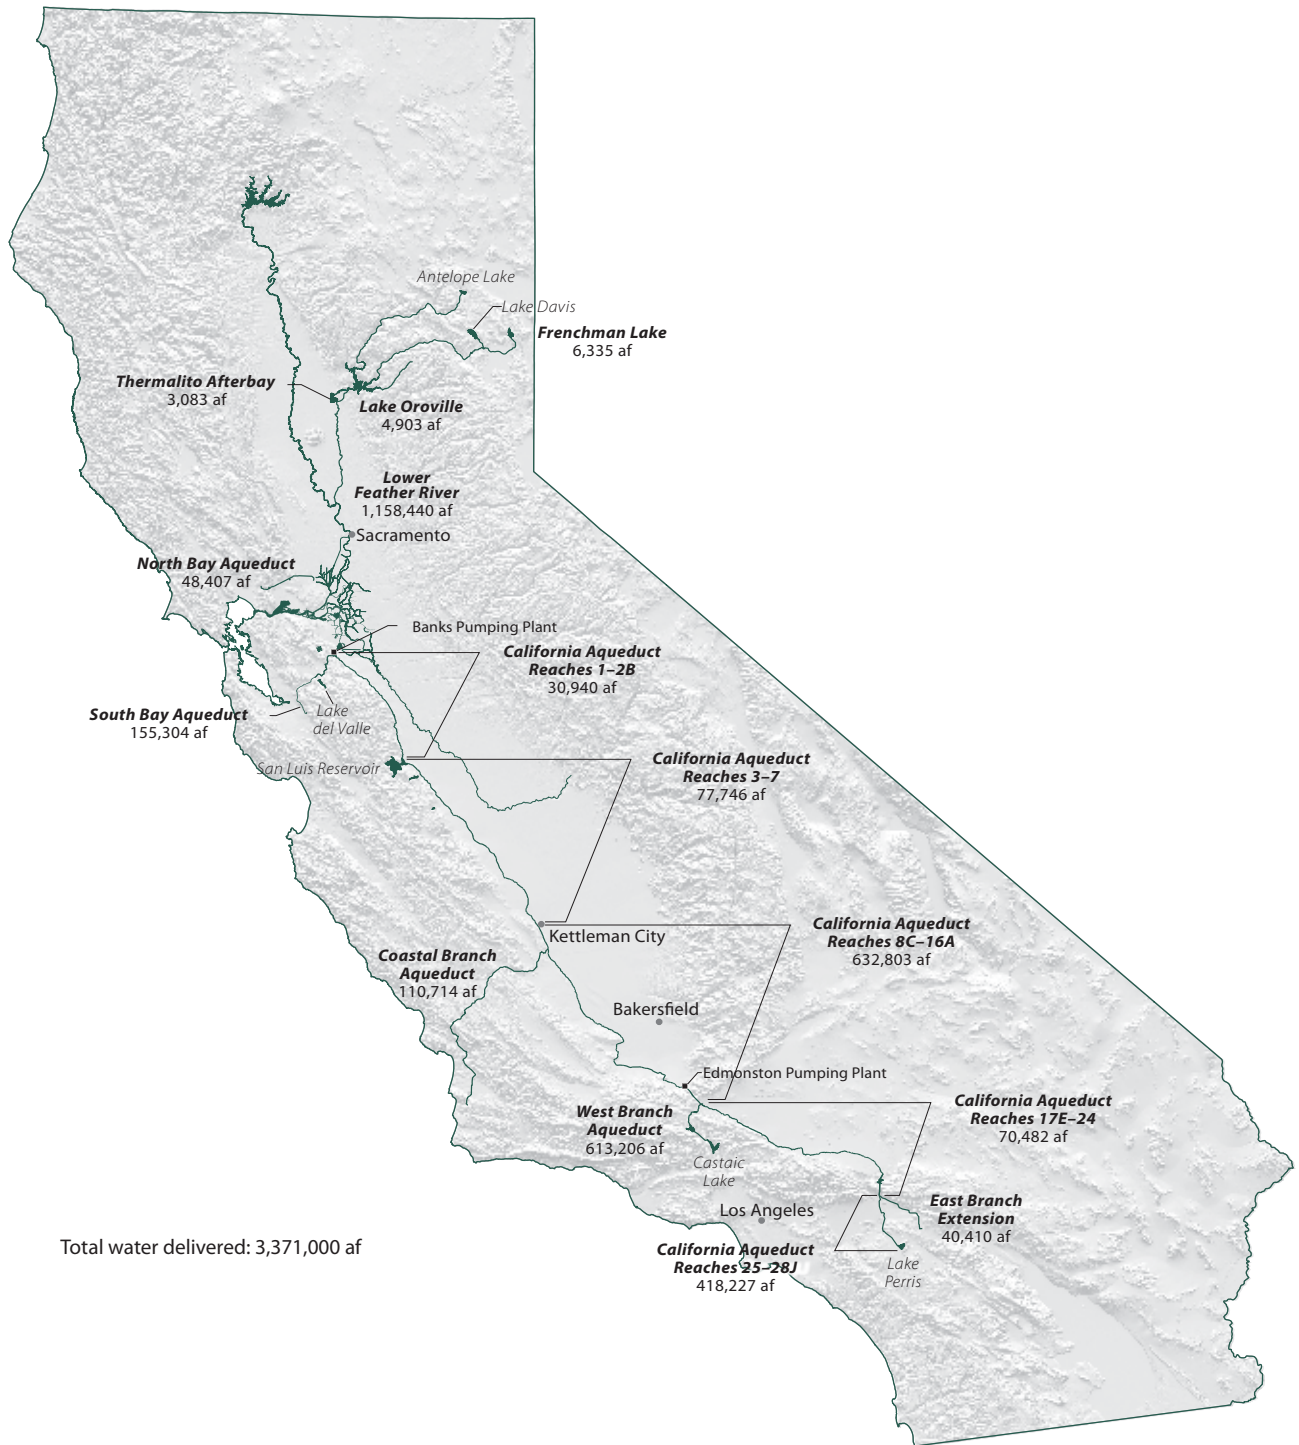 Antelope Lake
Lake Davis
Frenchman Lake
6,335 af
Thermalito Afterbay
3,083 af
Lake Oroville
4,903 af
Lower
Feather River
1,158,440 af
Sacramento
North Bay Aqueduct
48,407 af
Banks Pumping Plant
California Aqueduct
Reaches 1–2B
30,940 af
South Bay Aqueduct
155,304 af
Lake
del Valle
San Luis Reservoir
California Aqueduct
Reaches 3–7
77,746 af
Kettleman City
California Aqueduct
Reaches 8C–16A
632,803 af
Coastal Branch
Aqueduct
110,714 af
Bakersfield
Edmonston Pumping Plant
West Branch
Aqueduct
613,206 af
Castaic
Lake
California Aqueduct
Reaches 17E–24
70,482 af
Los Angeles
East Branch
Extension
40,410 af
California Aqueduct
Reaches 25–28J
418,227 af
Lake
Perris
Total water delivered: 3,371,000 af